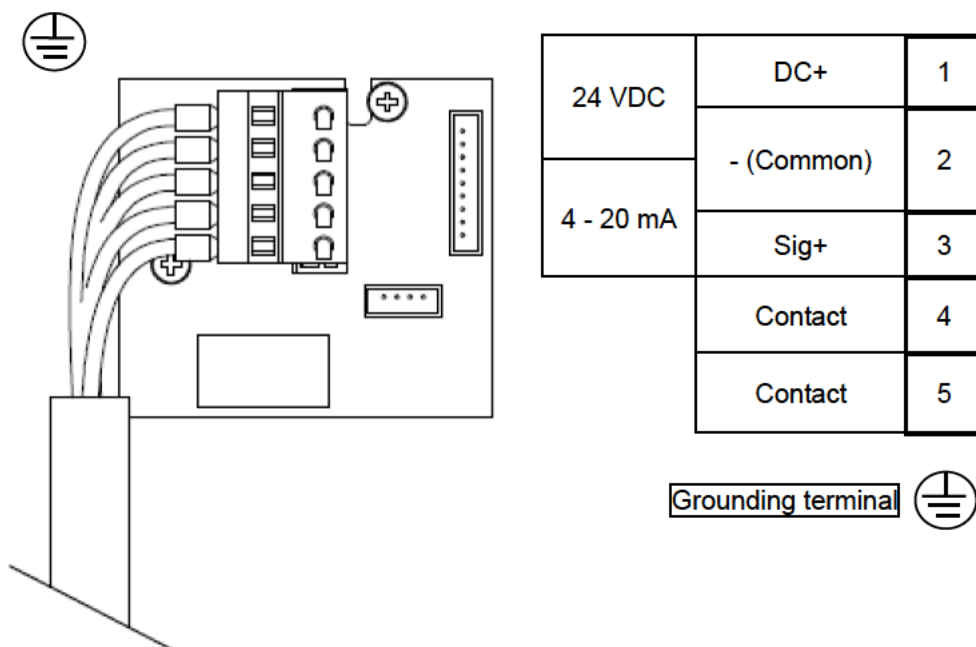 24 VDC
DC+
1
- (Common)
2
4 - 20 mA
Sig+
3
Contact
4
Contact
5
Grounding terminal